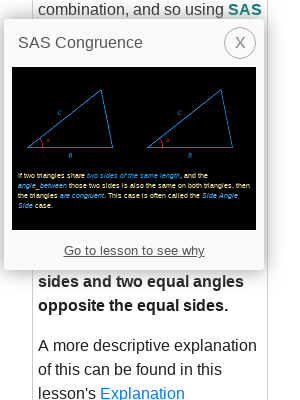 combination, and so using SAS
SAS Congruence
X
C
B
C
B
If two triangles share two sides of the same length, and the
angle_between those two sides is also the same on both triangles, then
the triangles are congruent. This case is often called the Side Angle
Side case.
Go to lesson to see why
sides and two equal angles
opposite the equal sides.
A more descriptive explanation
of this can be found in this
lesson's Explanation